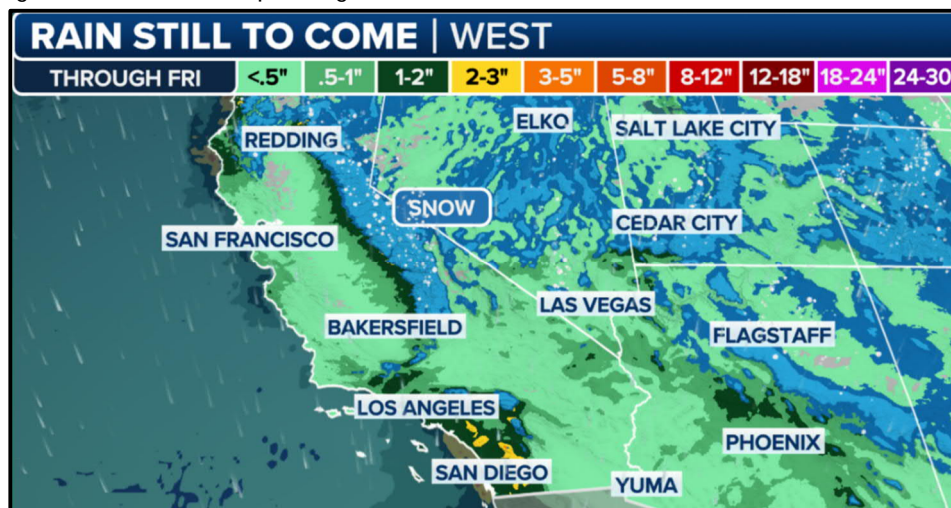 RAIN STILL TO COME | WEST
THROUGH FRI <.5" .5-1" 1-2" 2-3" 3-5" 5-8" 8-12" 12-18" 18-24" 24-30
REDDING
ELKO
SALT LAKE CITY
SNOW
SAN FRANCISCO
CEDAR CITY
LAS VEGAS
BAKERSFIELD
FLAGSTAFF
LOS ANGELES
PHOENIX
SAN DIEGO
YUMA